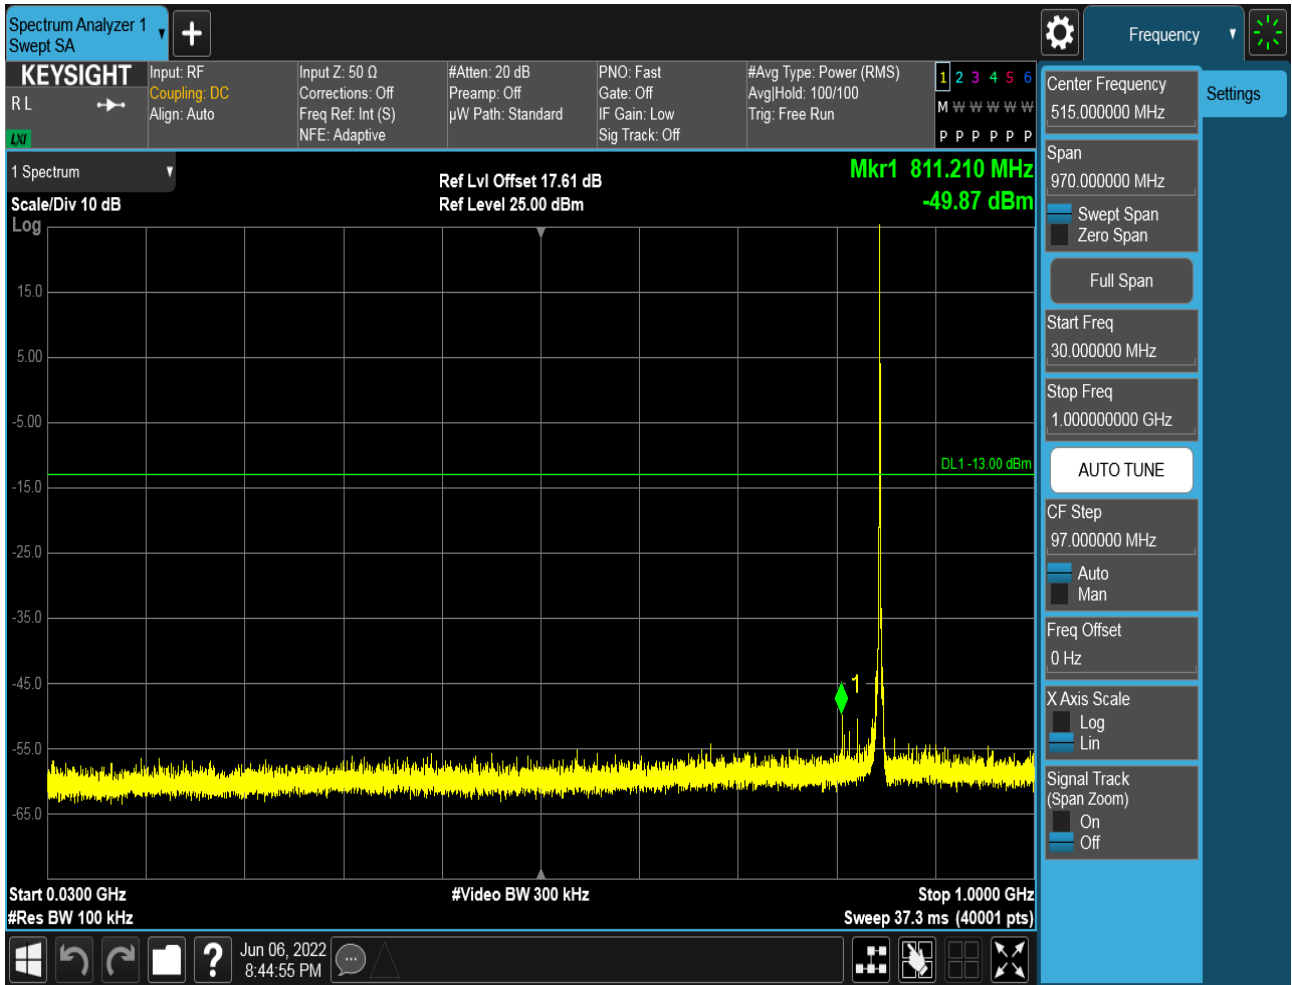 Spectrum Analyzer 1
Swept SA
Frequency
KEYSIGHT
R L
LXI
Input: RF
Coupling: DC
Align: Auto
Input Z: 50 Ω
Corrections: Off
Freq Ref: Int (S)
NFE: Adaptive
#Atten: 20 dB
Preamp: Off
µW Path: Standard
PNO: Fast
Gate: Off
IF Gain: Low
Sig Track: Off
#Avg Type: Power (RMS)
Avg|Hold: 100/100
Trig: Free Run
1 2 3 4 5 6
M W W W W W
P P P P P P
1 Spectrum
Scale/Div 10 dB
Log
Ref Lvl Offset 17.61 dB
Ref Level 25.00 dBm
Mkr1 811.210 MHz
-49.87 dBm
15.0
5.00
-5.00
DL1 -13.00 dBm
-15.0
-25.0
-35.0
-45.0
1
-55.0
-65.0
Start 0.0300 GHz
#Video BW 300 kHz
Stop 1.0000 GHz
#Res BW 100 kHz
Sweep 37.3 ms (40001 pts)
Jun 06, 2022
8:44:55 PM
Center Frequency
515.000000 MHz
Settings
Span
970.000000 MHz
Swept Span
Zero Span
Full Span
Start Freq
30.000000 MHz
Stop Freq
1.000000000 GHz
AUTO TUNE
CF Step
97.000000 MHz
Auto
Man
Freq Offset
0 Hz
X Axis Scale
Log
Lin
Signal Track
(Span Zoom)
On
Off